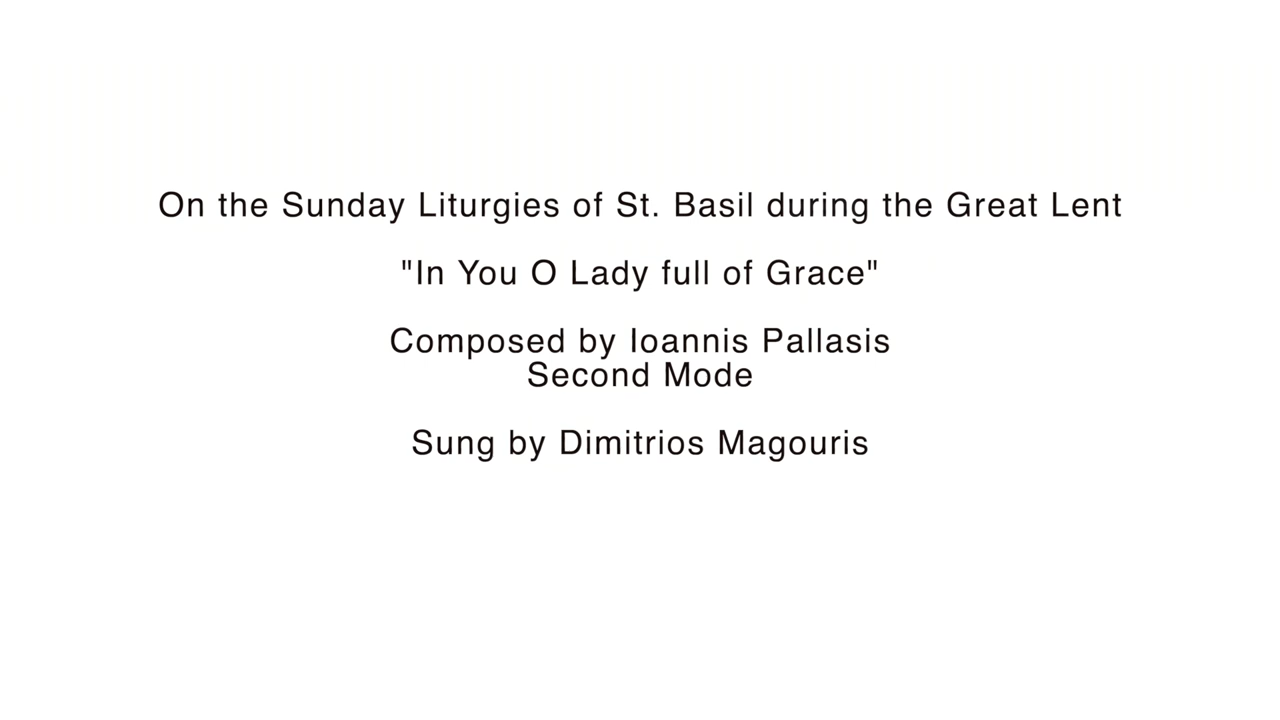 On the Sunday Liturgies of St. Basil during the Great Lent
"In You O Lady full of Grace"
Composed by Ioannis Pallasis
Second Mode
Sung by Dimitrios Magouris